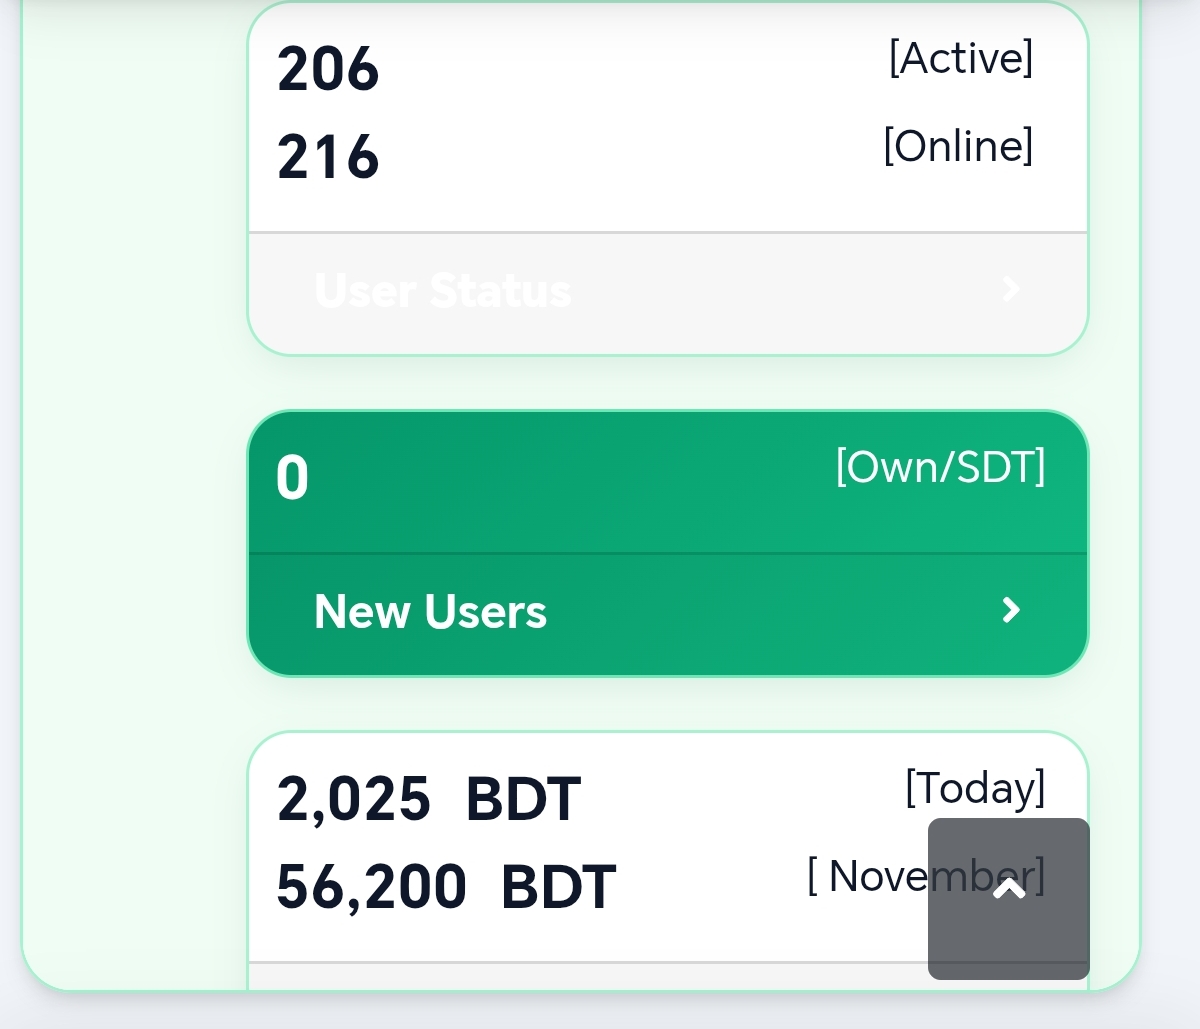 206 [Active]
216 [Online]
User Status
0 [Own/SDT]
New Users
2,025 BDT [Today]
56,200 BDT [ November]